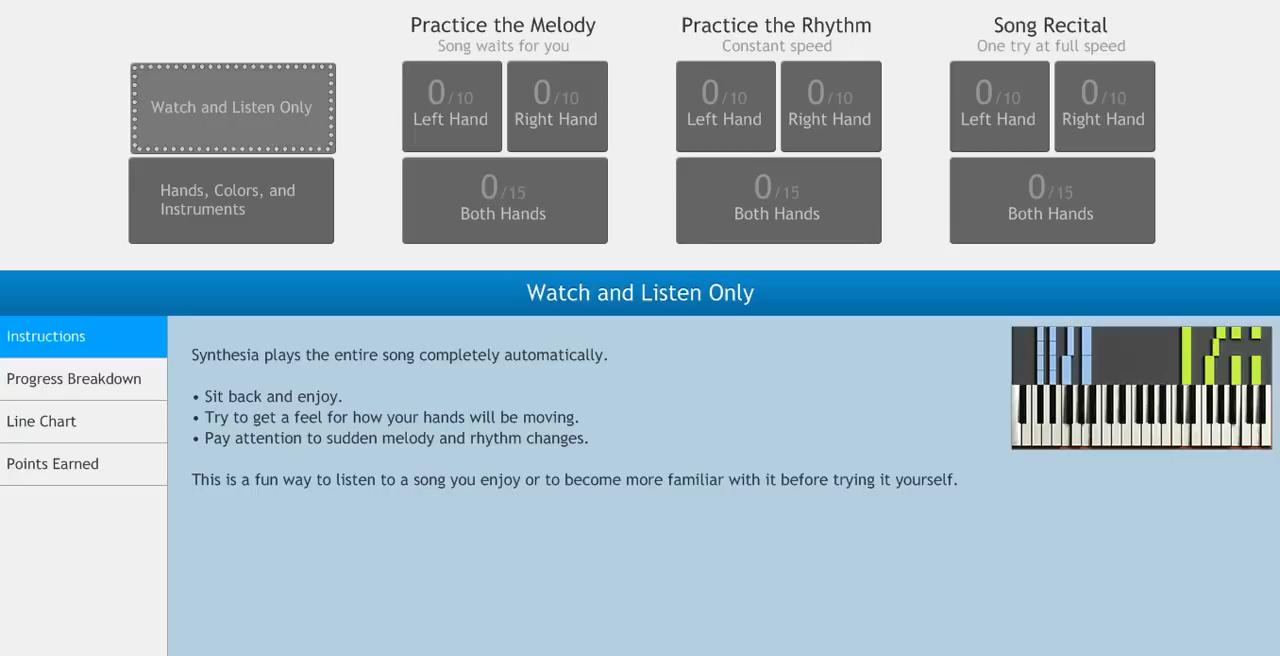 Practice the Melody
Song waits for you
Practice the Rhythm
Constant speed
Song Recital
One try at full speed
Watch and Listen Only
0/10
Left Hand
0/10
Right Hand
0/10
Left Hand
0/10
Right Hand
0/10
Left Hand
0/10
Right Hand
Hands, Colors, and
Instruments
0/15
Both Hands
0/15
Both Hands
0/15
Both Hands
Watch and Listen Only
Instructions
Progress Breakdown
Line Chart
Points Earned
Synthesia plays the entire song completely automatically.
• Sit back and enjoy.
• Try to get a feel for how your hands will be moving.
• Pay attention to sudden melody and rhythm changes.
This is a fun way to listen to a song you enjoy or to become more familiar with it before trying it yourself.